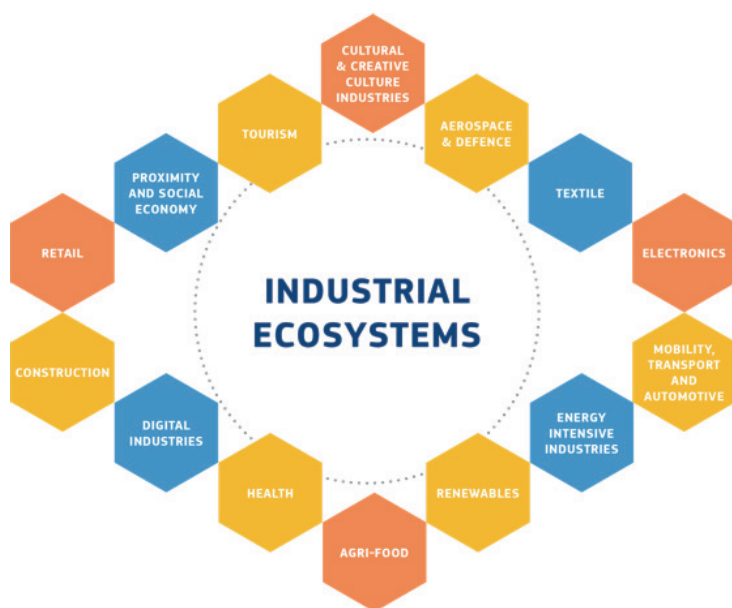 CULTURAL
& CREATIVE
CULTURE
INDUSTRIES
TOURISM
AEROSPACE
& DEFENCE
PROXIMITY
AND SOCIAL
ECONOMY
TEXTILE
RETAIL
ELECTRONICS
INDUSTRIAL
ECOSYSTEMS
CONSTRUCTION
MOBILITY,
TRANSPORT
AND
AUTOMOTIVE
DIGITAL
INDUSTRIES
ENERGY
INTENSIVE
INDUSTRIES
HEALTH
RENEWABLES
AGRI-FOOD